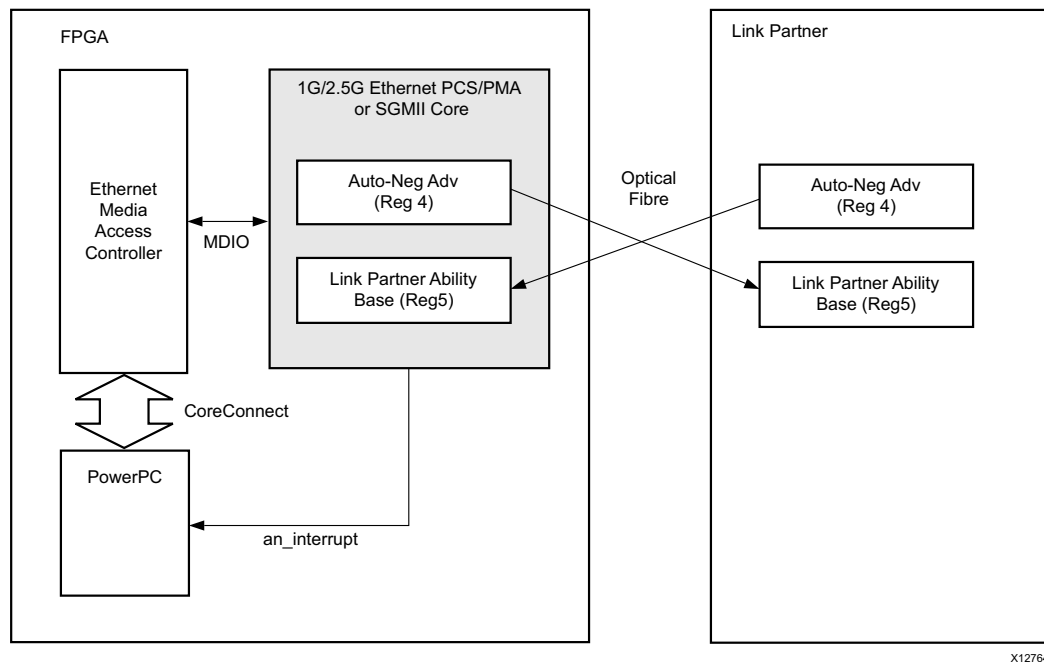 FPGA
Link Partner
1G/2.5G Ethernet PCS/PMA
or SGMII Core
Auto-Neg Adv
(Reg 4)
Link Partner Ability
Base (Reg5)
Ethernet
Media
Access
Controller
MDIO
Optical
Fibre
Auto-Neg Adv
(Reg 4)
Link Partner Ability
Base (Reg5)
CoreConnect
PowerPC
an_interrupt